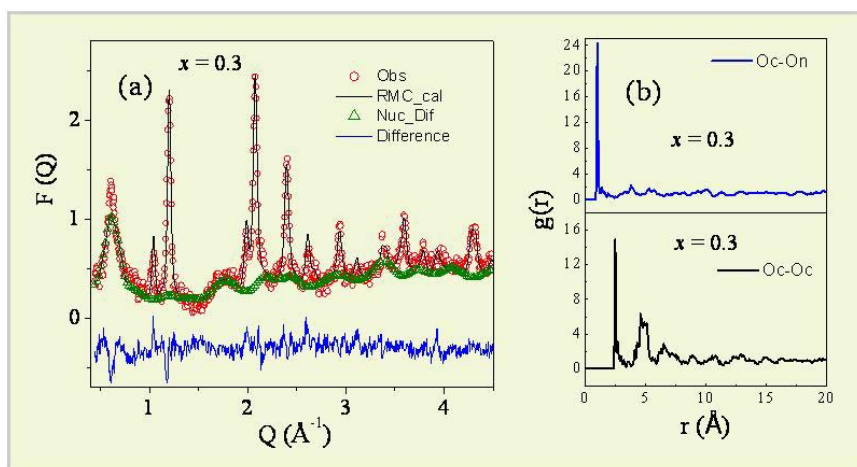 (a)
x = 0.3
Obs
RMC_cal
Nuc_Dif
Difference
F (Q)
2
1
0
1
2
3
4
Q (Å⁻¹)
24
20
16
12
8
4
0
Oc-On
(b)
x = 0.3
g(r)
16
12
8
4
0
x = 0.3
Oc-Oc
0
5
10
15
20
r (Å)